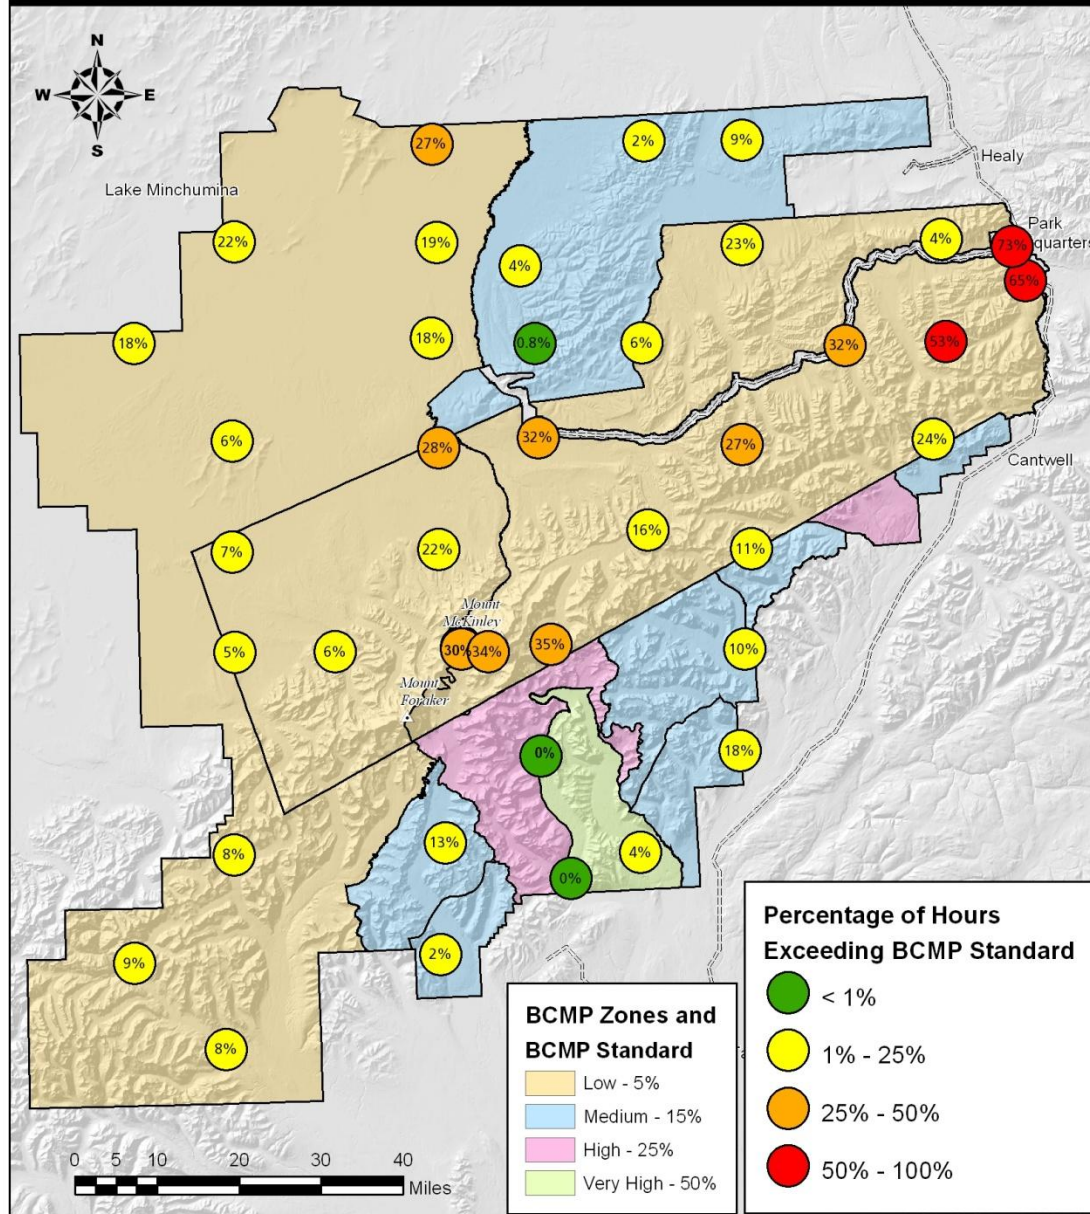 N
W E
S
27%
2%
9%
Healy
Lake Minchumina
22%
19%
4%
23%
4%
73%
Park
quarters
65%
18%
18%
0.8%
6%
32%
53%
6%
28%
32%
27%
24%
Cantwell
7%
22%
16%
11%
Mount
McKinley
5%
6%
30%
34%
35%
10%
Mount
Foraker
0%
18%
13%
4%
8%
0%
9%
2%
8%
Percentage of Hours
Exceeding BCMP Standard
< 1%
1% - 25%
25% - 50%
50% - 100%
BCMP Zones and
BCMP Standard
Low - 5%
Medium - 15%
High - 25%
Very High - 50%
0 5 10 20 30 40
Miles